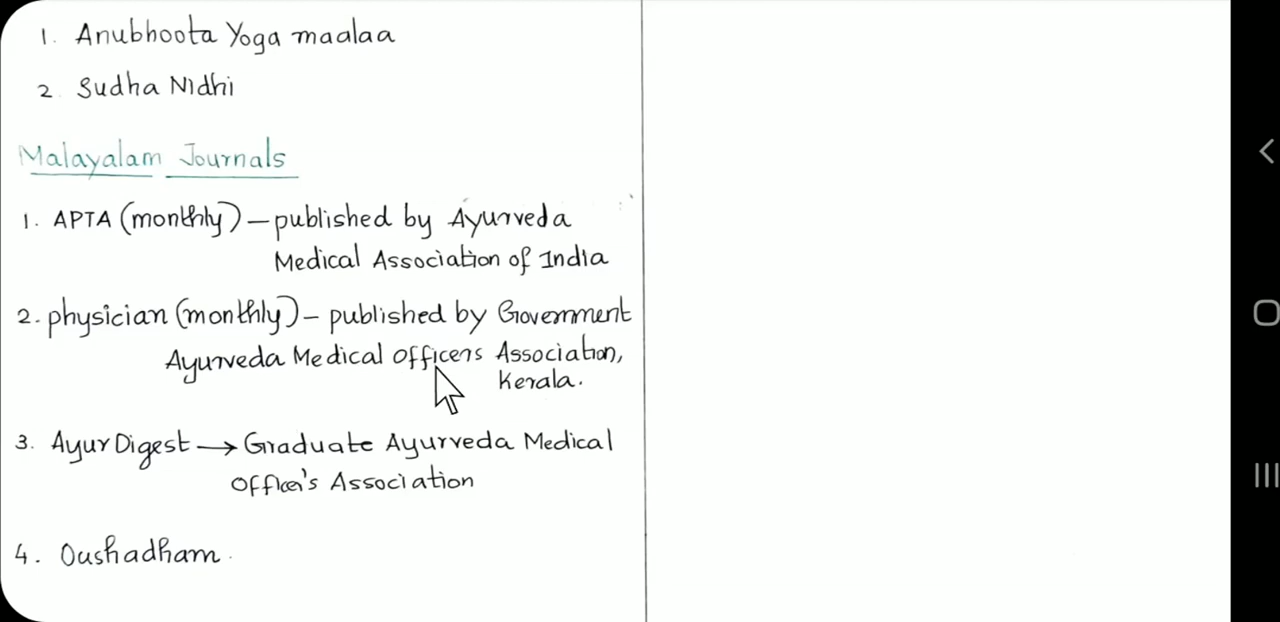 1. Anubhoota Yoga maalaa
2. Sudha Nidhi
Malayalam Journals
1. APTA (monthly) – published by Ayurveda
Medical Association of India
2. physician (monthly) – published by Government
Ayurveda Medical Officers Association,
Kerala.
3. Ayur Digest → Graduate Ayurveda Medical
Officer's Association
4. Oushadham.